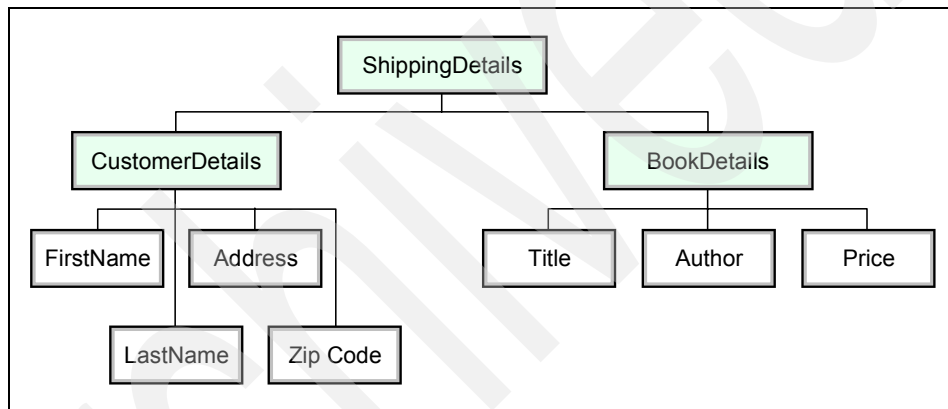 ShippingDetails
CustomerDetails
BookDetails
FirstName
Address
Title
Author
Price
LastName
Zip Code